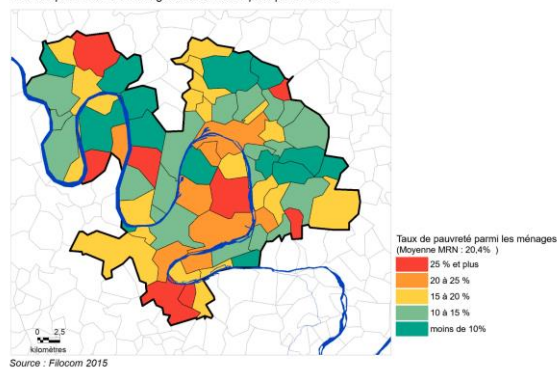 Taux de pauvreté parmi les ménages
(Moyenne MRN : 20,4% )
25 % et plus
20 à 25 %
15 à 20 %
10 à 15 %
moins de 10%
0 2,5
kilomètres
Source : Filocom 2015